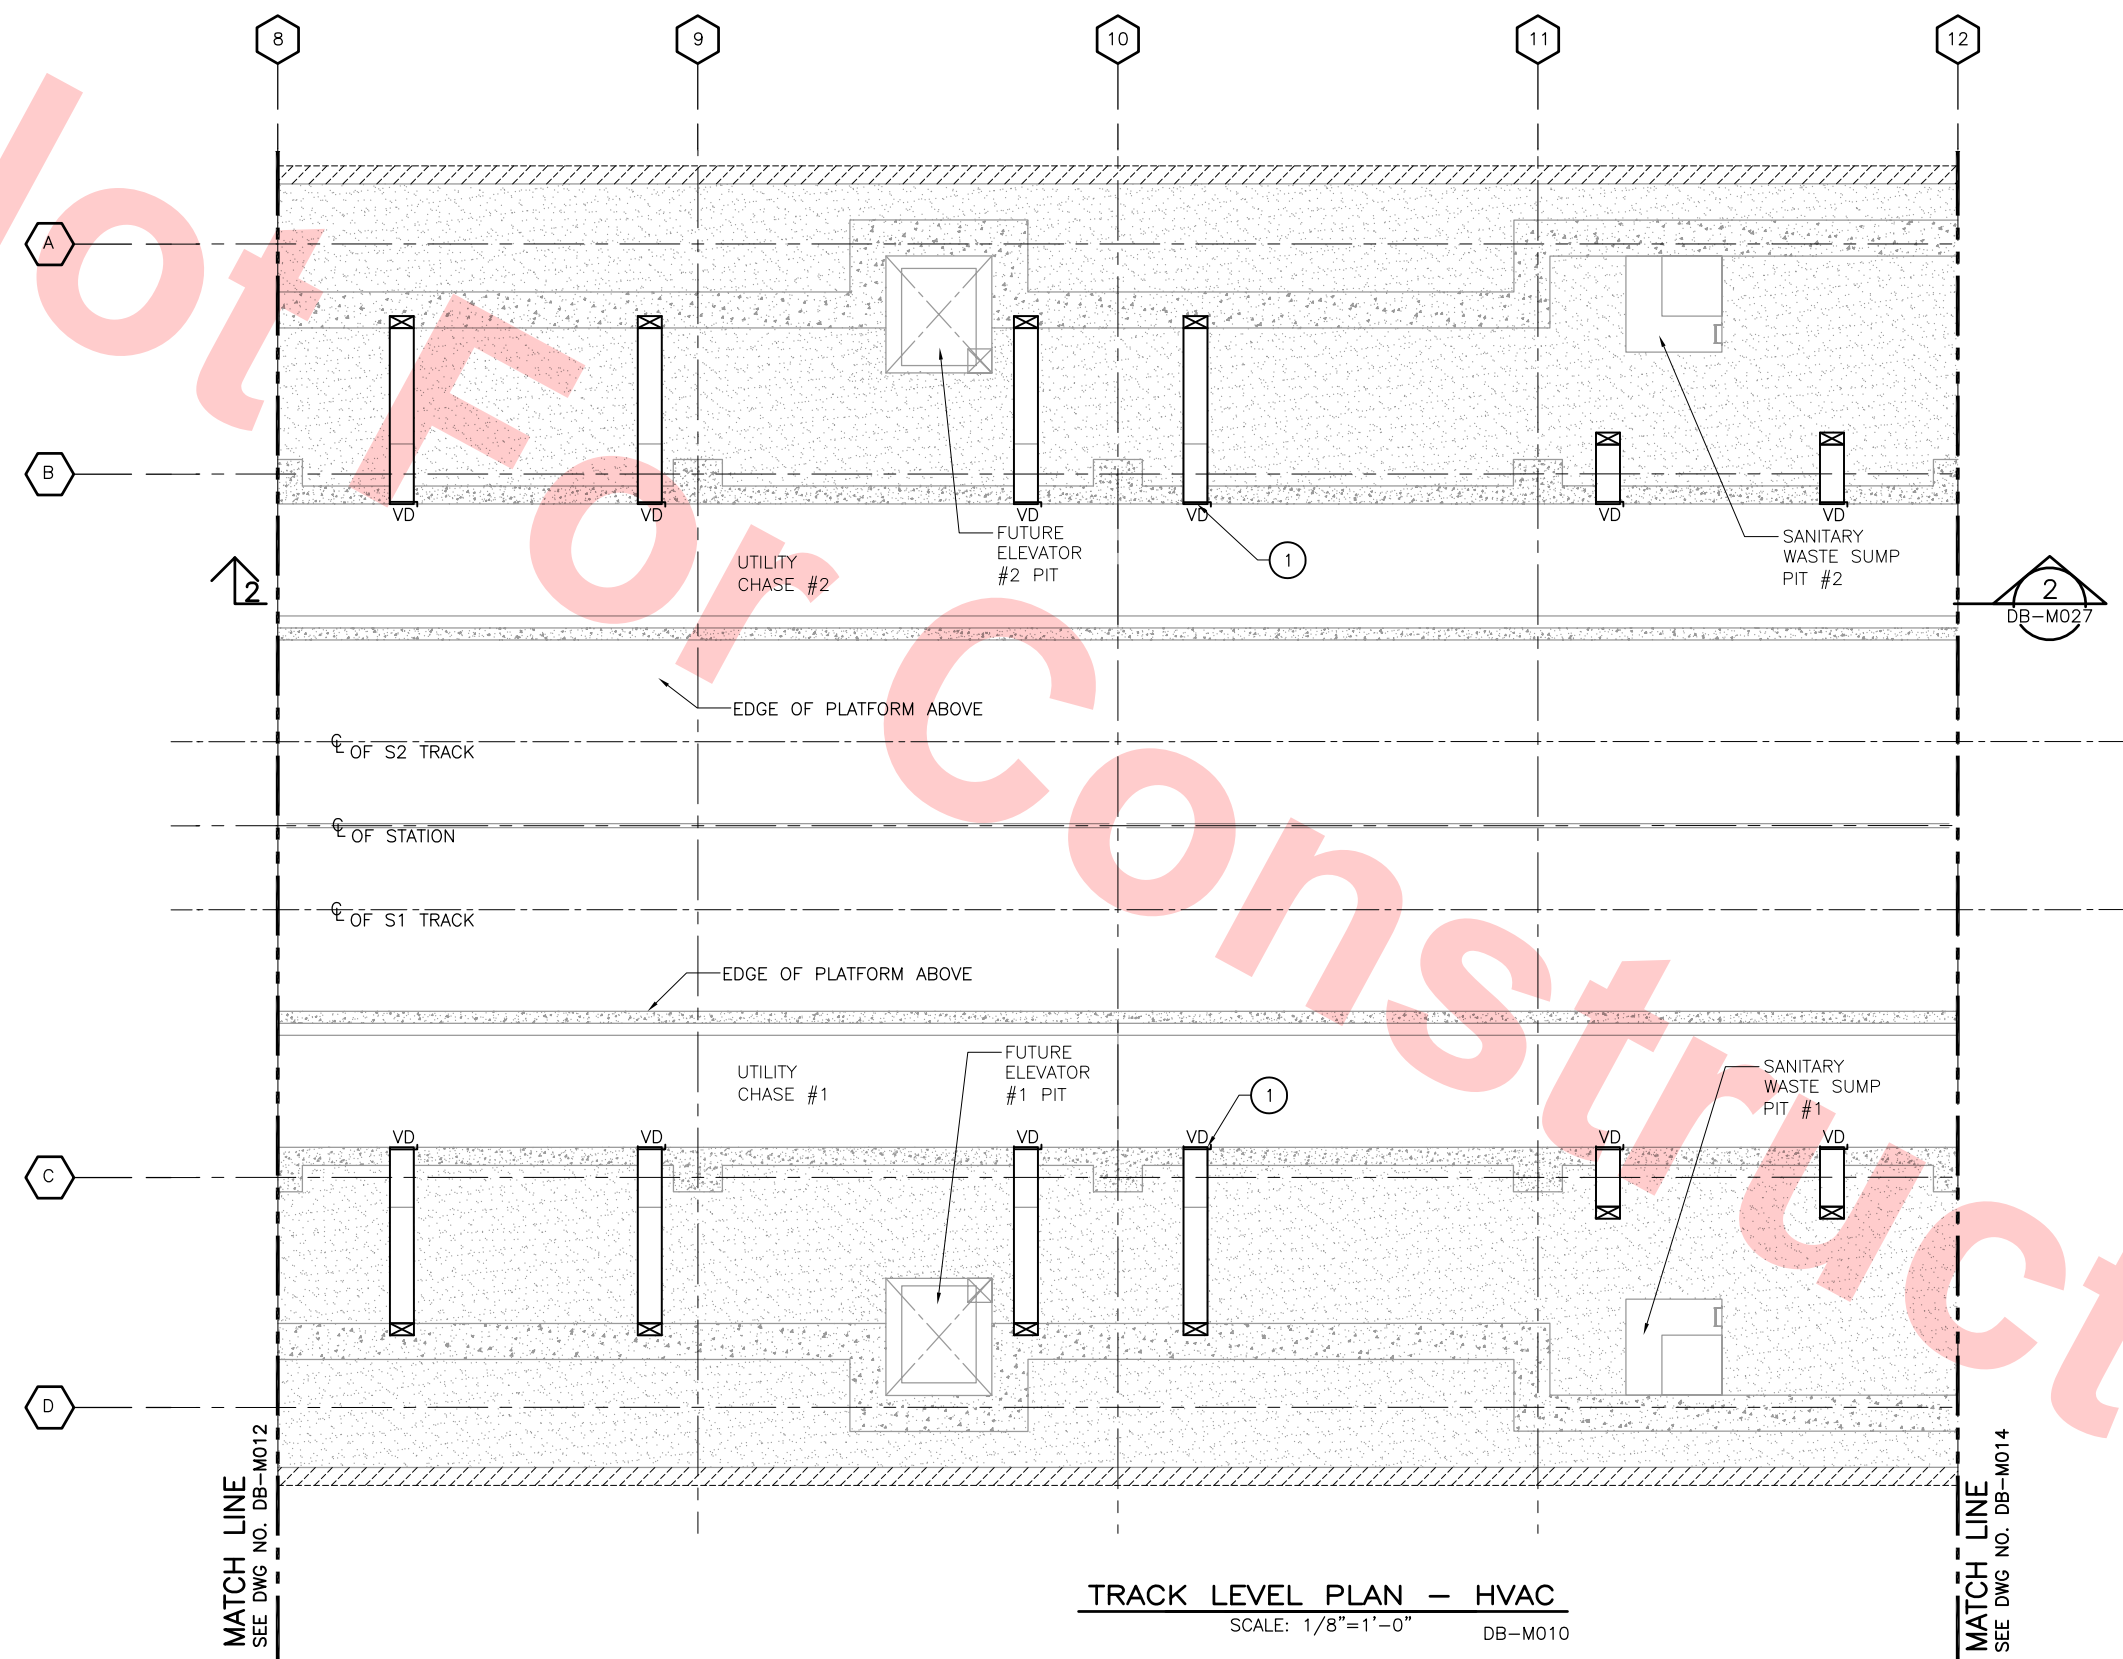 8
9
10
11
12
A
B
VD
VD
VD
VD
VD
VD
FUTURE
ELEVATOR
#2 PIT
UTILITY
CHASE #2
1
SANITARY
WASTE SUMP
PIT #2
2
2
DB-M027
EDGE OF PLATFORM ABOVE
℄ OF S2 TRACK
℄ OF STATION
℄ OF S1 TRACK
EDGE OF PLATFORM ABOVE
UTILITY
CHASE #1
FUTURE
ELEVATOR
#1 PIT
1
SANITARY
WASTE SUMP
PIT #1
VD
VD
VD
VD
VD
VD
C
D
MATCH LINE
SEE DWG NO. DB-M012
MATCH LINE
SEE DWG NO. DB-M014
TRACK LEVEL PLAN - HVAC
SCALE: 1/8"=1'-0"
DB-M010
For